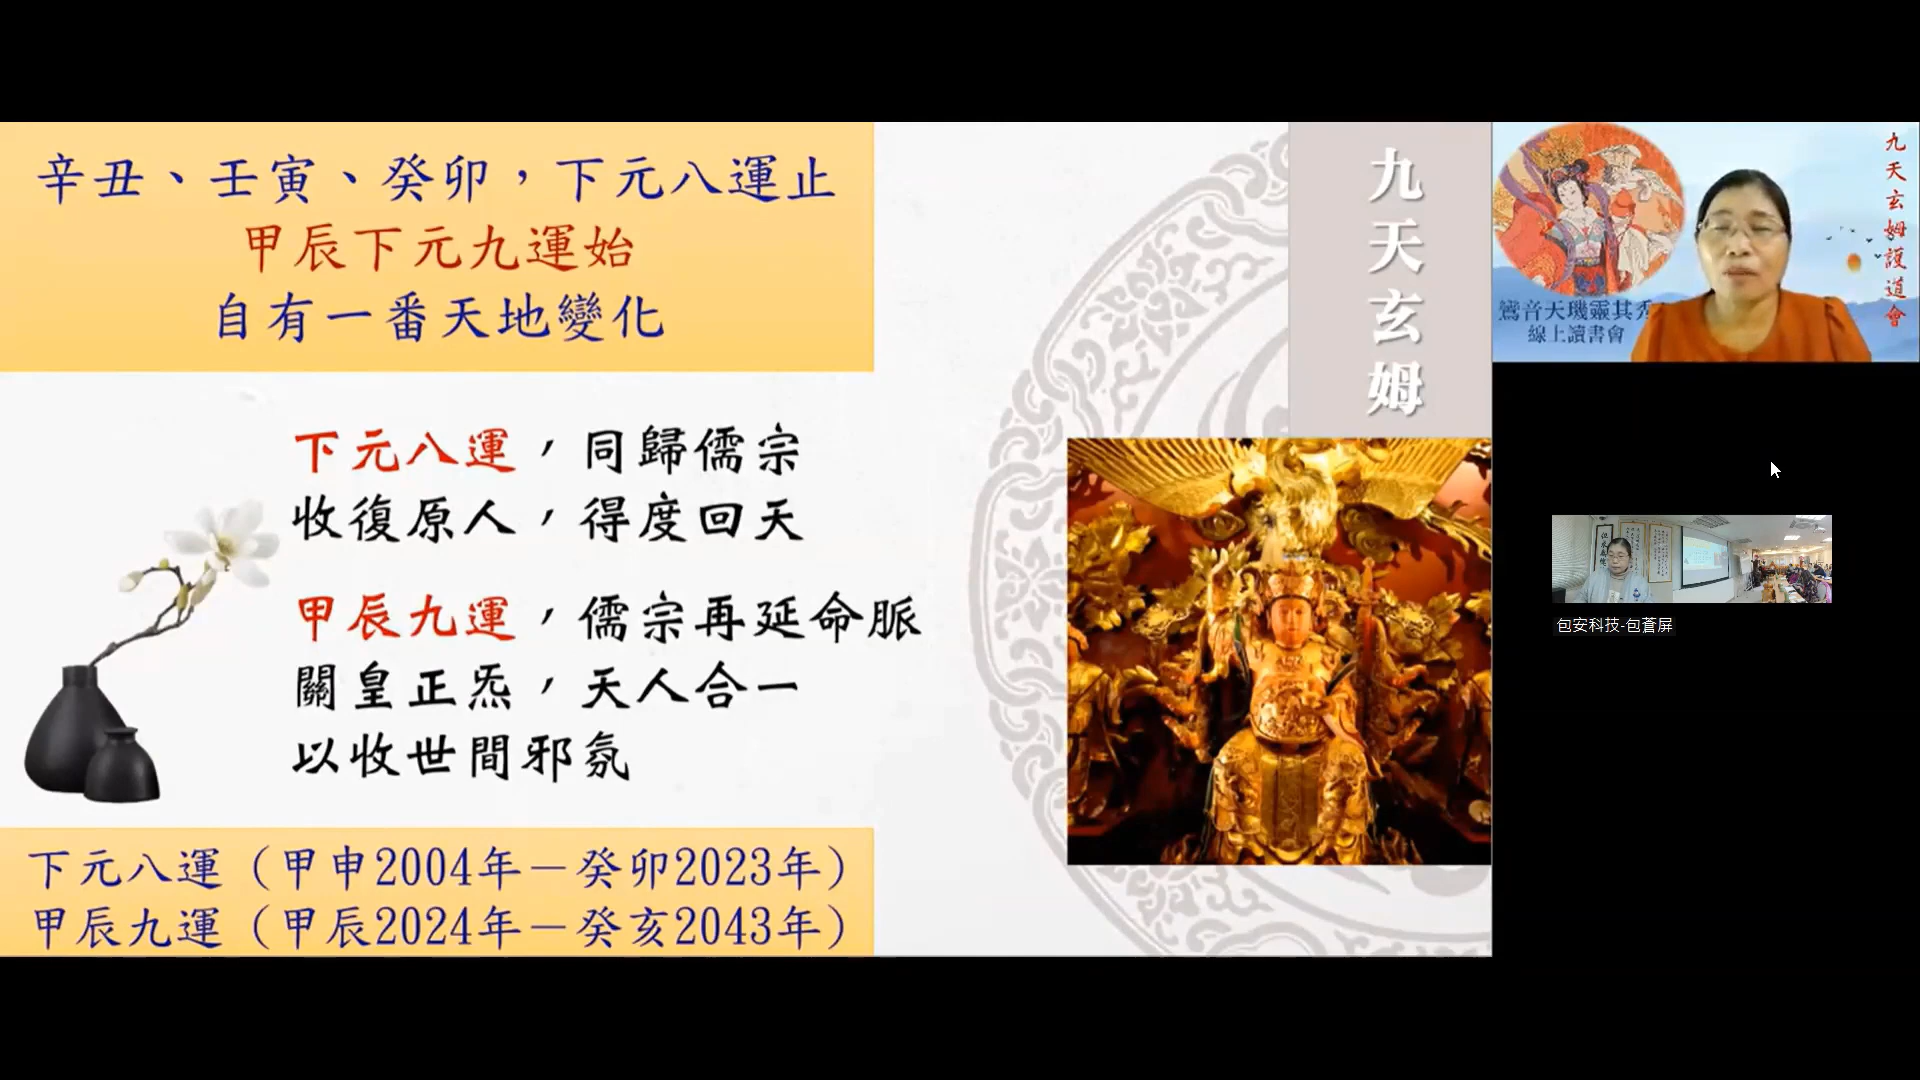 辛丑、壬寅、癸卯，下元八運止
甲辰下元九運始
自有一番天地變化
下元八運，同歸儒宗
收復原人，得度回天
甲辰九運，儒宗再延命脈
關皇正炁，天人合一
以收世間邪氛
下元八運（甲申2004年－癸卯2023年）
甲辰九運（甲辰2024年－癸亥2043年）
九天玄姆
九天玄姆護道會
鸞音天璣靈其秀
線上讀書會
包安科技-包蒼屏